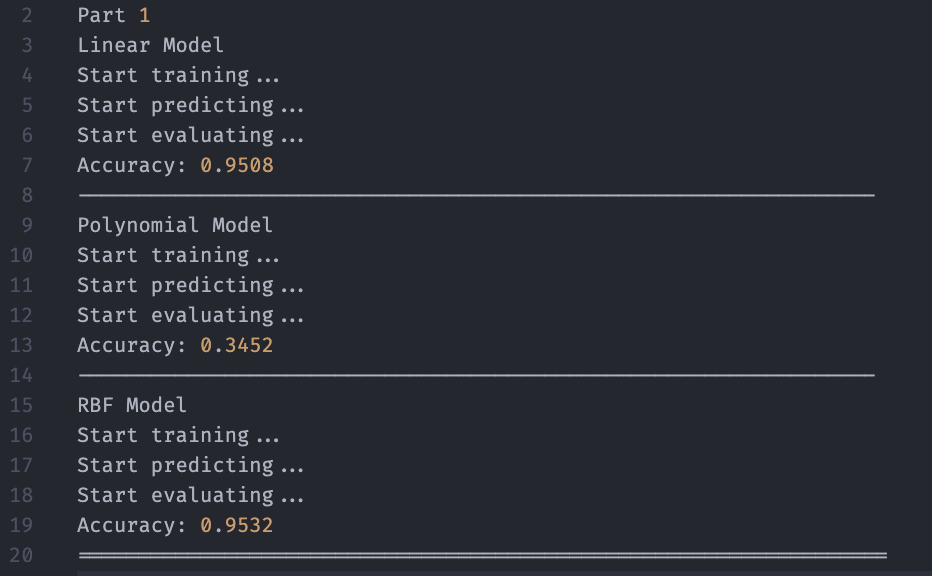 2 Part 1
3 Linear Model
4 Start training...
5 Start predicting...
6 Start evaluating...
7 Accuracy: 0.9508
8 -----------------------------------------------------------------
9 Polynomial Model
10 Start training...
11 Start predicting...
12 Start evaluating...
13 Accuracy: 0.3452
14 -----------------------------------------------------------------
15 RBF Model
16 Start training...
17 Start predicting...
18 Start evaluating...
19 Accuracy: 0.9532
20 ==================================================================